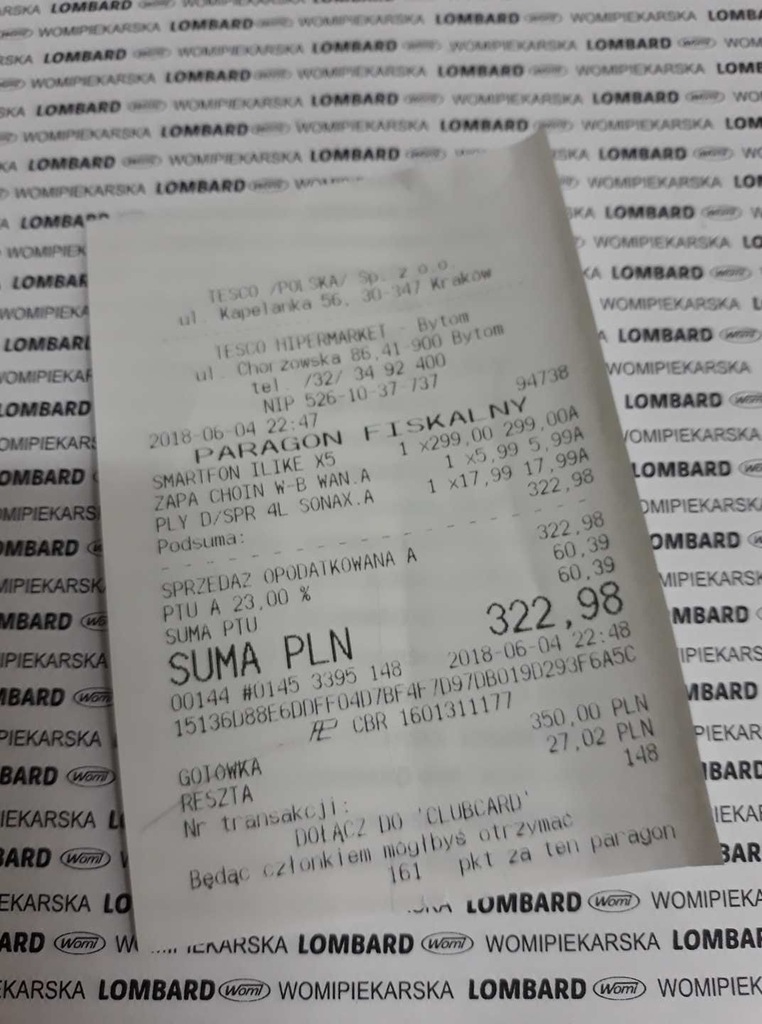 TESCO /POLSKA/ Sp. z o.o.
ul. Kapelanka 56, 30-347 Kraków
TESCO HIPERMARKET - Bytom
ul. Chorzowska 86,41 900 Bytom
tel. /32/ 34 92 400
NIP 526-10-37-737
2018-06-04 22:47 94738
PARAGON FISKALNY
SMARTFON ILIKE X5 1 x299,00 299,00A
ZAPA CHOIN W-B WAN.A 1 x5,99 5,99A
PLY D/SPR 4L SONAX.A 1 x17,99 17,99A
Podsuma: 322,98
SPRZEDAZ OPODATKOWANA A 322,98
PTU A 23,00 % 60,39
SUMA PTU 60,39
SUMA PLN 322,98
00144 #0145 3395 148 2018-06-04 22:48
15136D88E6DDFF04D7BF4F7D97DB019D293F6A5C
CBR 1601311177
GOTÓWKA 350,00 PLN
RESZTA 27,02 PLN
Nr transakcji: 148
DOŁĄCZ DO 'CLUBCARD'
Będąc członkiem mógłbyś otrzymać
161 pkt za ten paragon
WOMIPIEKARSKA LOMBARD Womi